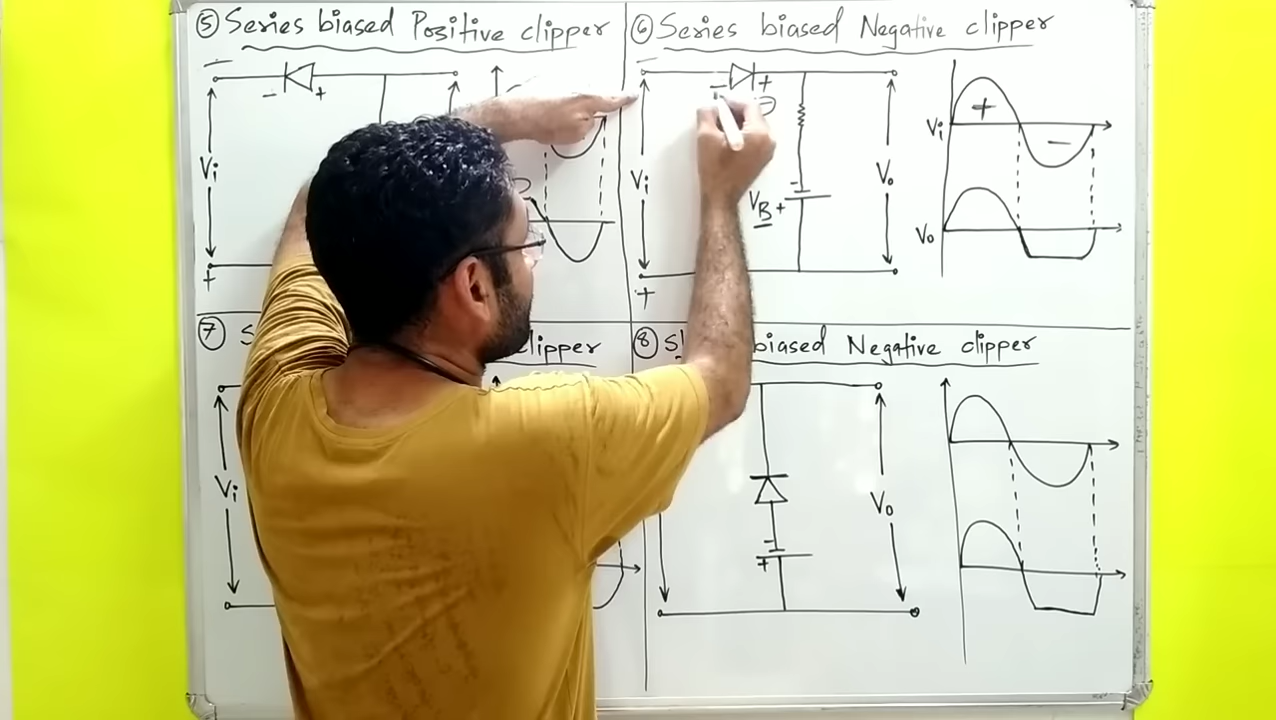 ⑤ Series biased Positive clipper
− +
Vi
+
⑥ Series biased Negative clipper
− +
Vi
+
VB +
−
Vo
Vi
+ −
Vo
⑦
clipper
Vi
⑧ biased Negative clipper
−
+
Vo